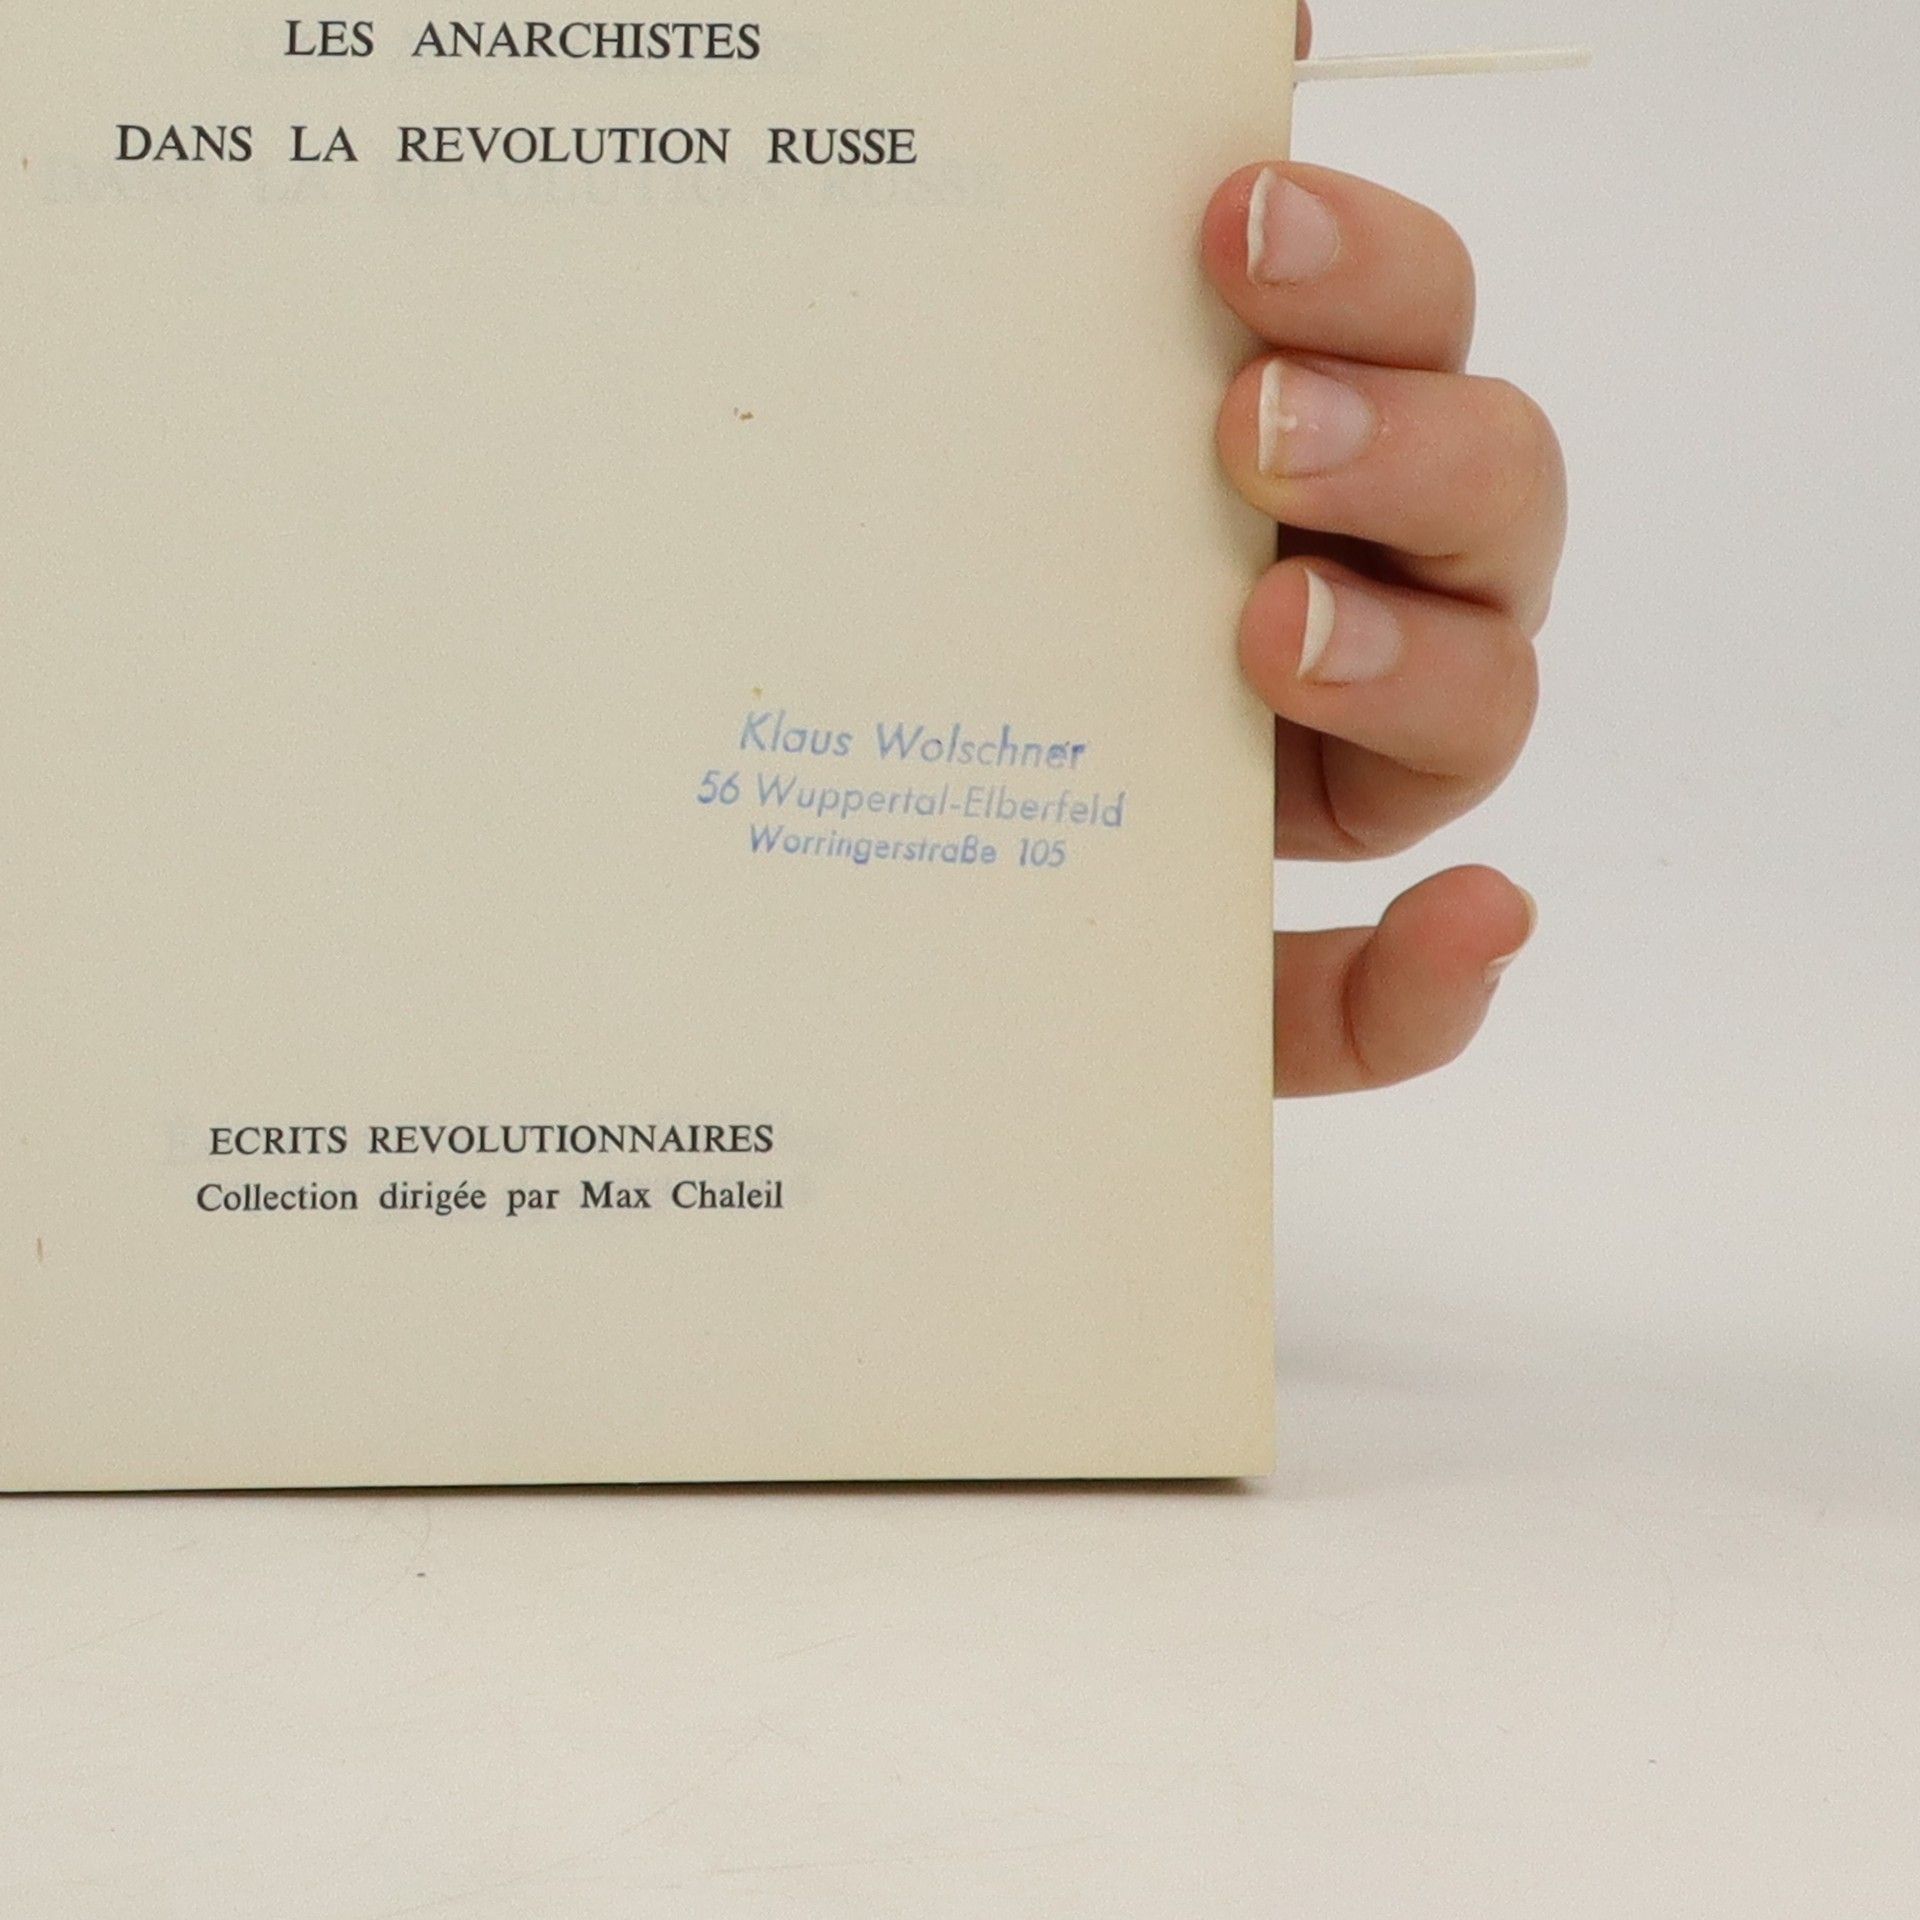 LES ANARCHISTES
DANS LA REVOLUTION RUSSE
Klaus Wolschner
56 Wuppertal-Elberfeld
Worringerstraße 105
ECRITS REVOLUTIONNAIRES
Collection dirigée par Max Chaleil